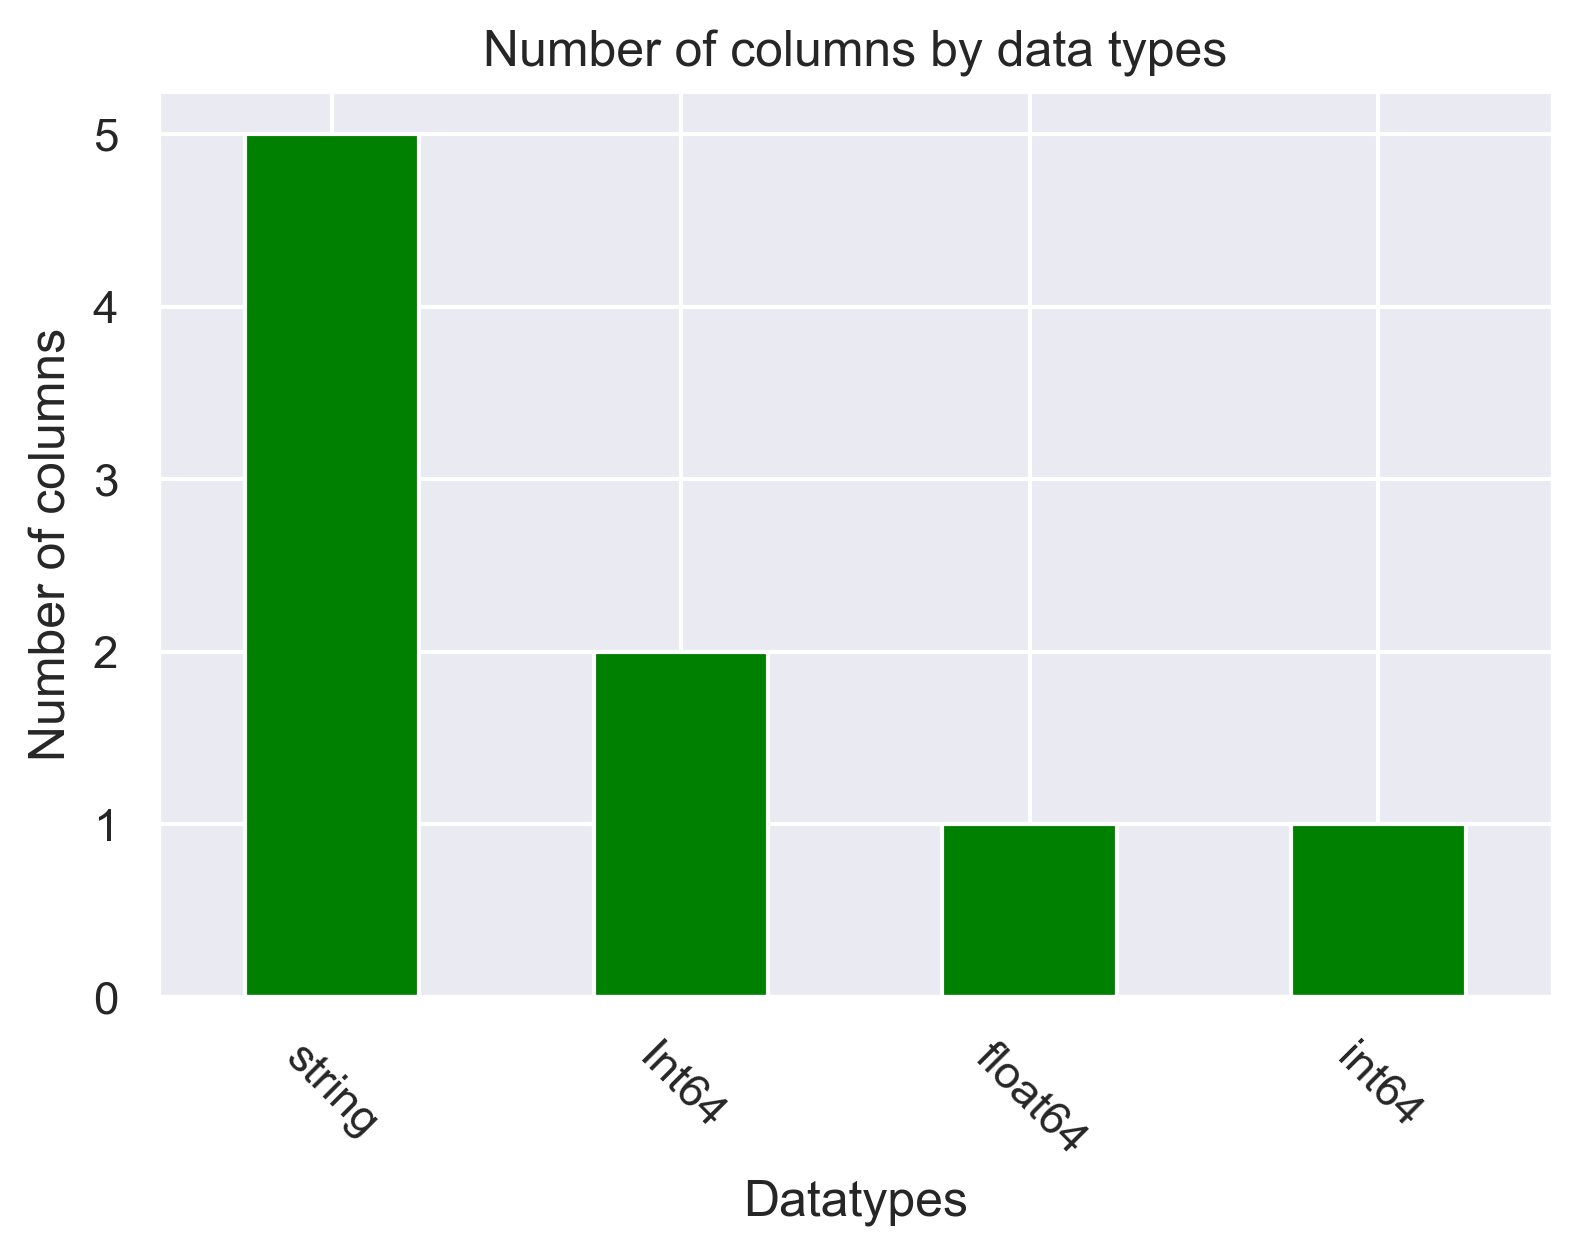 Number of columns by data types
Number of columns
5
4
3
2
1
0
string
Int64
float64
int64
Datatypes